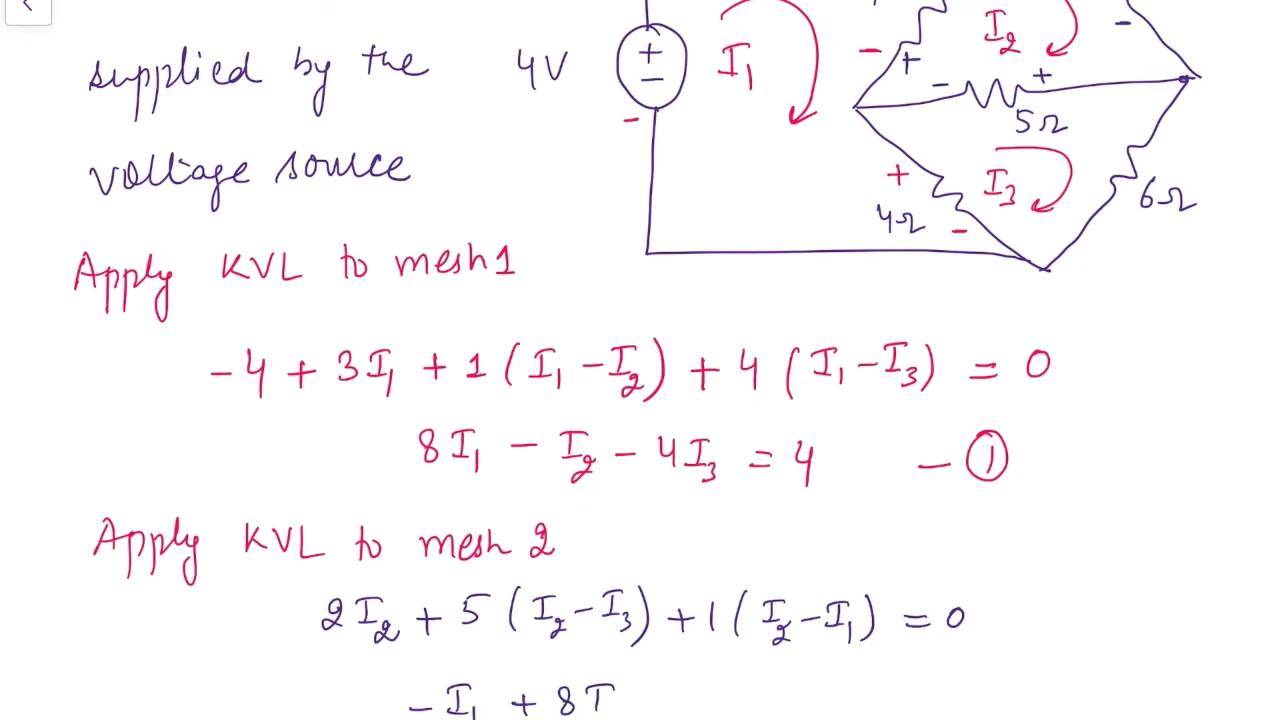 supplied by the 4V + − I₁ − + I₂ −
− + 5Ω
voltage source − + 4Ω − I₃ 6Ω
Apply KVL to mesh 1
-4 + 3I₁ + 1 (I₁ - I₂) + 4 (I₁ - I₃) = 0
8I₁ - I₂ - 4I₃ = 4 - ①
Apply KVL to mesh 2
2I₂ + 5 (I₂ - I₃) + 1 (I₂ - I₁) = 0
- I₁ + 8